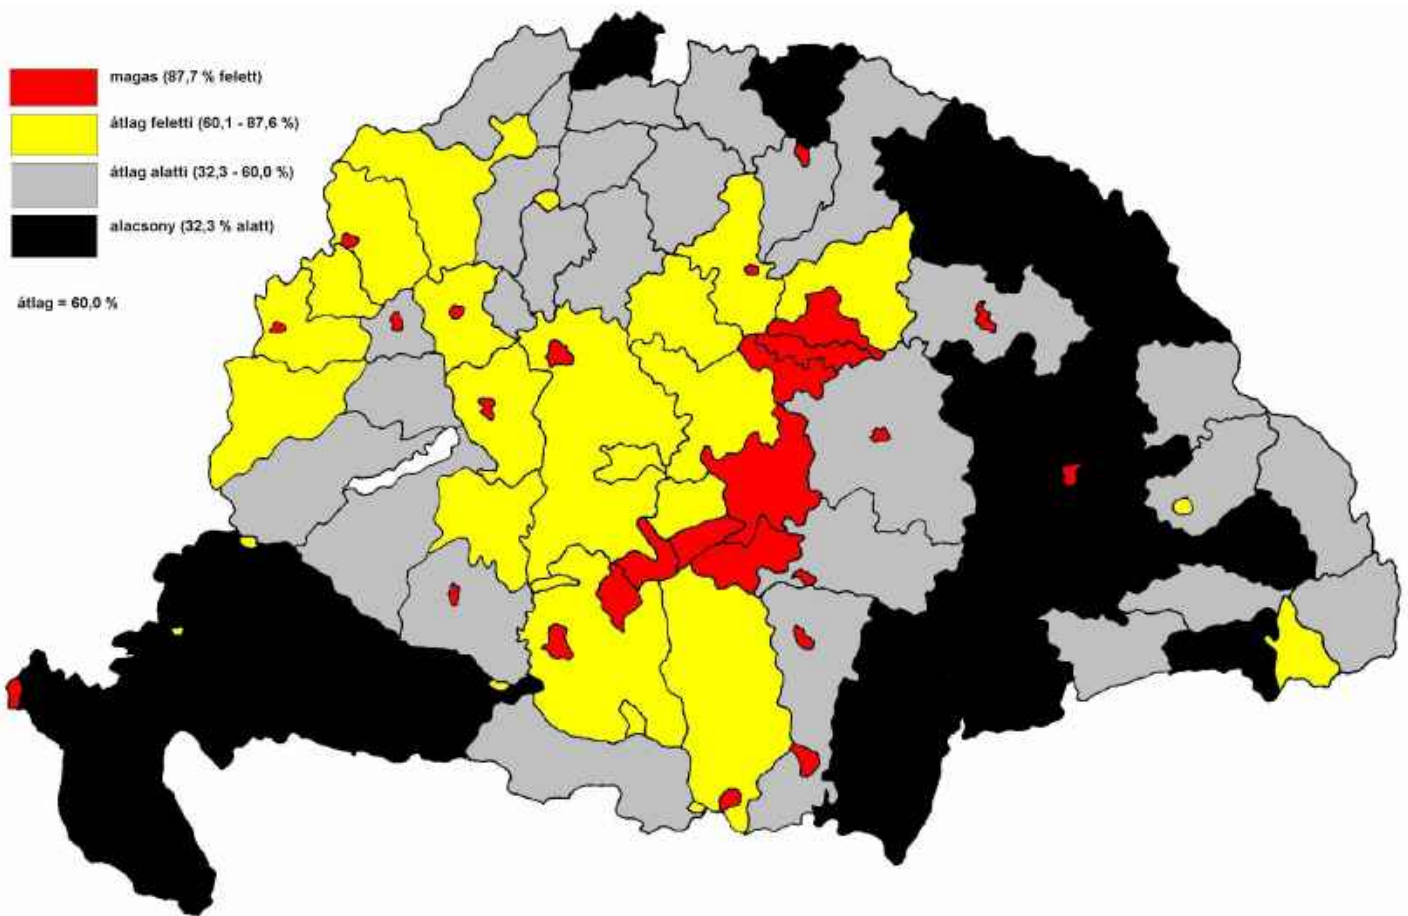 magas (87,7 % felett)
átlag feletti (60,1 - 87,6 %)
átlag alatti (32,3 - 60,0 %)
alacsony (32,3 % alatt)
átlag = 60,0 %